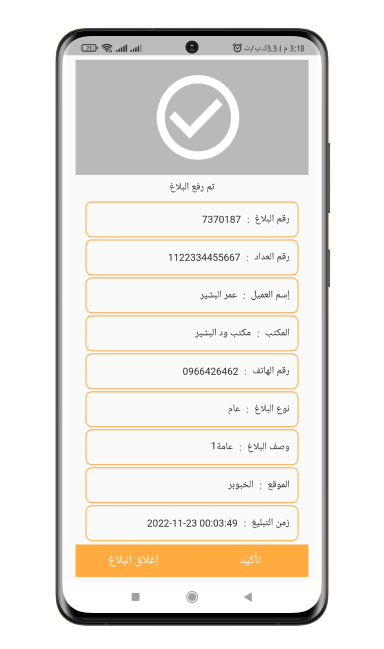 3:18 م | 3.3ك.ب/ث
71
تم رفع البلاغ
رقم البلاغ : 7370187
رقم العداد : 1122334455667
إسم العميل : عمر البشير
المكتب : مكتب ود البشير
رقم الهاتف : 0966426462
نوع البلاغ : عام
وصف البلاغ : عامة1
الموقع : الخبوبر
زمن التبليغ : 2022-11-23 00:03:49
تأكيد
إغلاق البلاغ